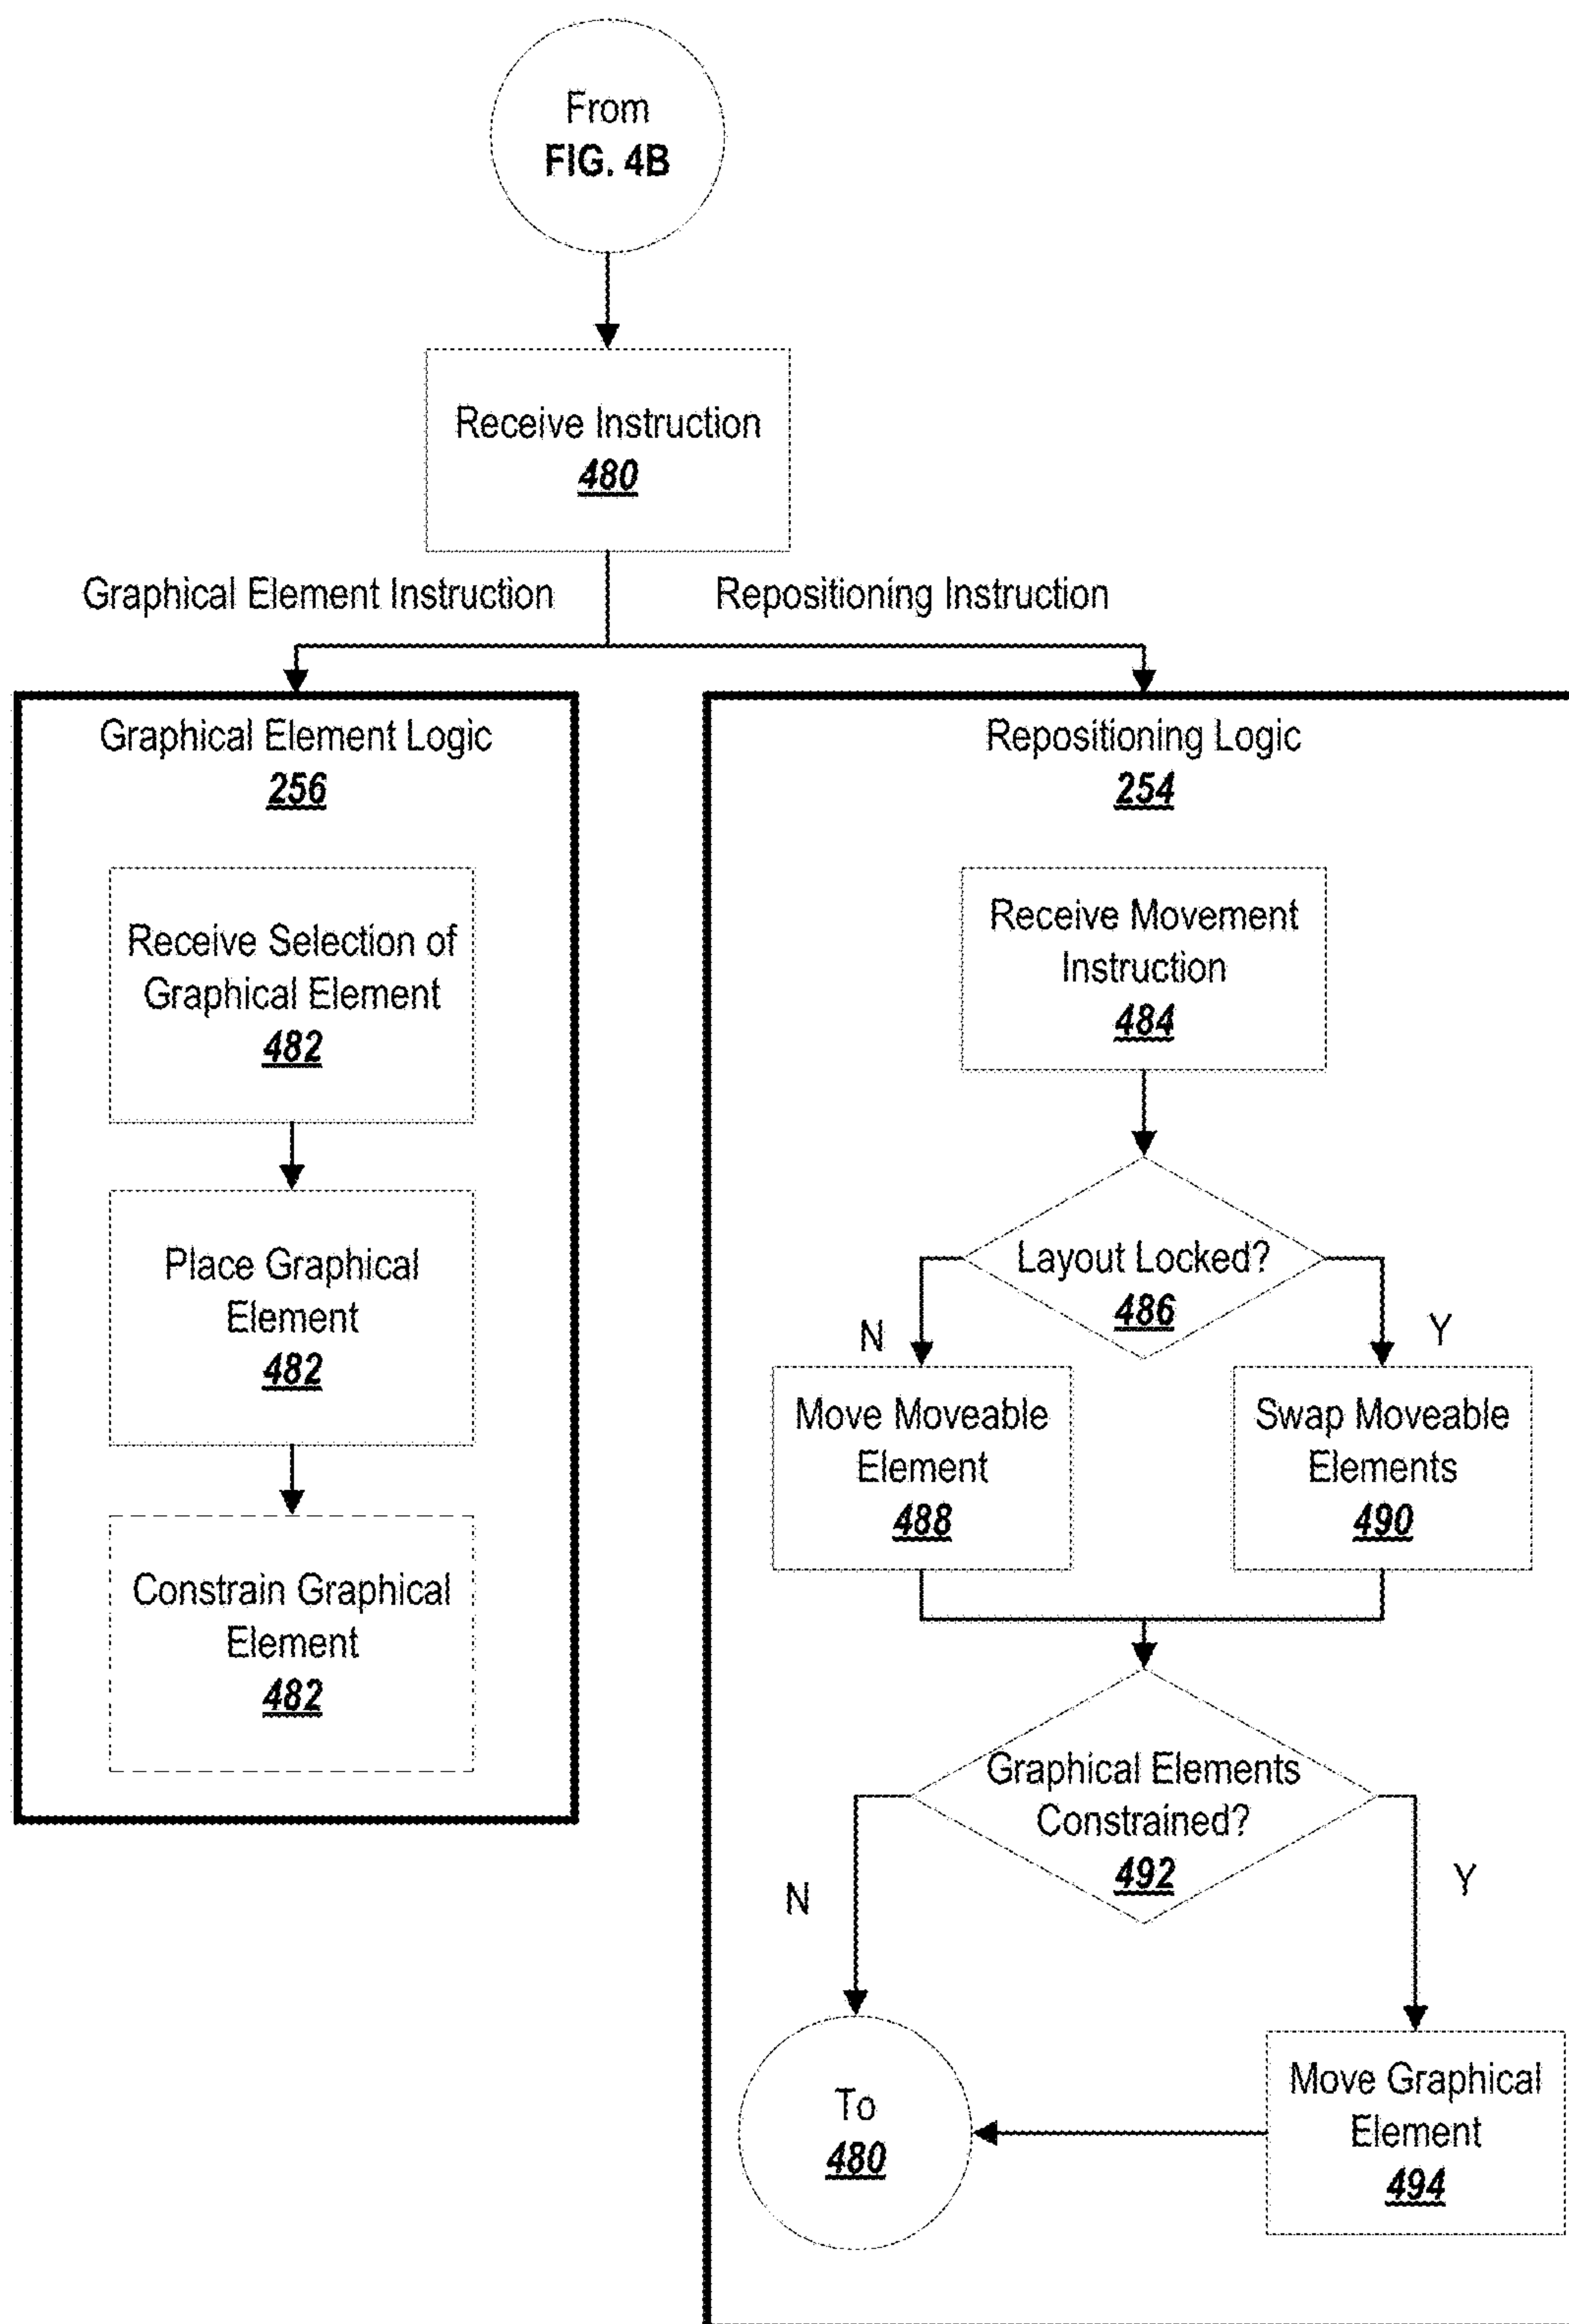 From
FIG. 4B
Receive Instruction
480
Graphical Element Instruction
Repositioning Instruction
Graphical Element Logic
256
Receive Selection of
Graphical Element
482
Place Graphical
Element
482
Constrain Graphical
Element
482
Repositioning Logic
254
Receive Movement
Instruction
484
Layout Locked?
486
N
Y
Move Moveable
Element
488
Swap Moveable
Elements
490
Graphical Elements
Constrained?
492
N
Y
To
480
Move Graphical
Element
494